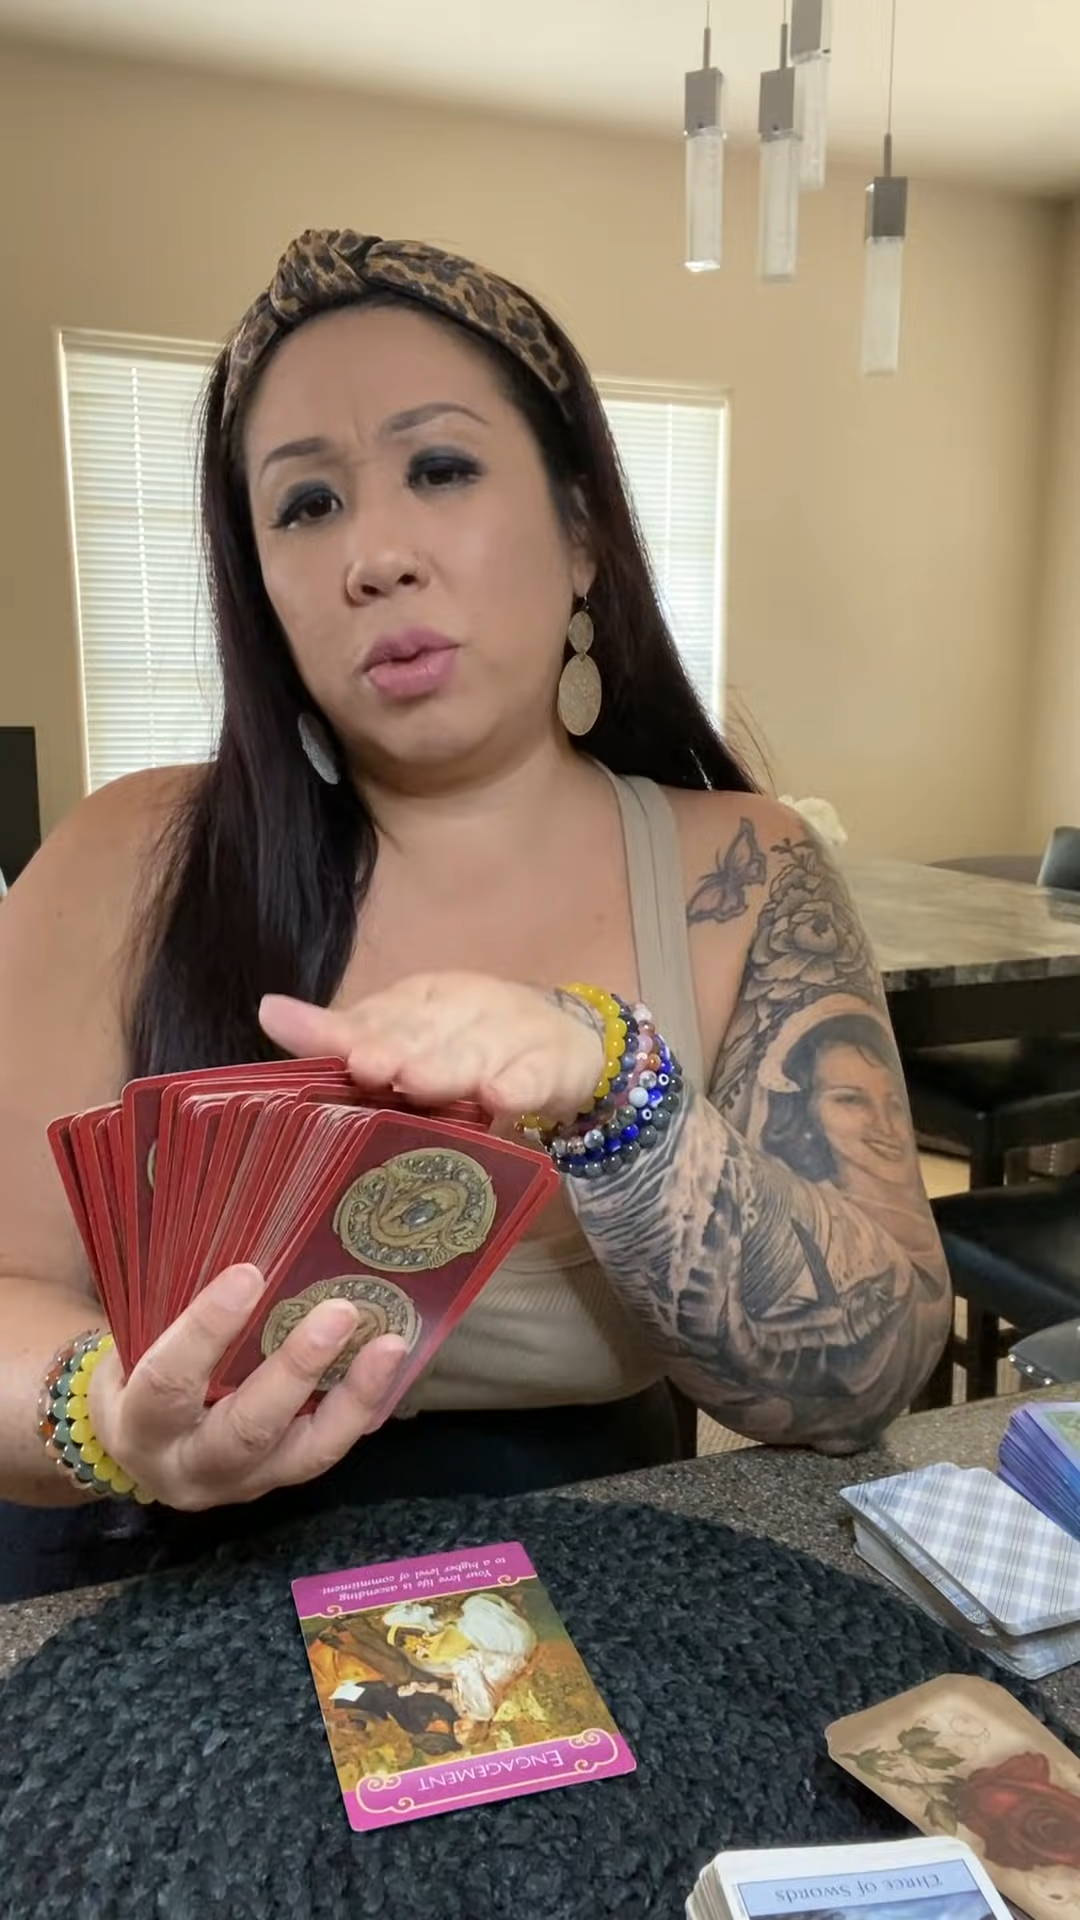 Your love life is ascending
to a higher level of commitment.
ENGAGEMENT
THREE OF SWORDS